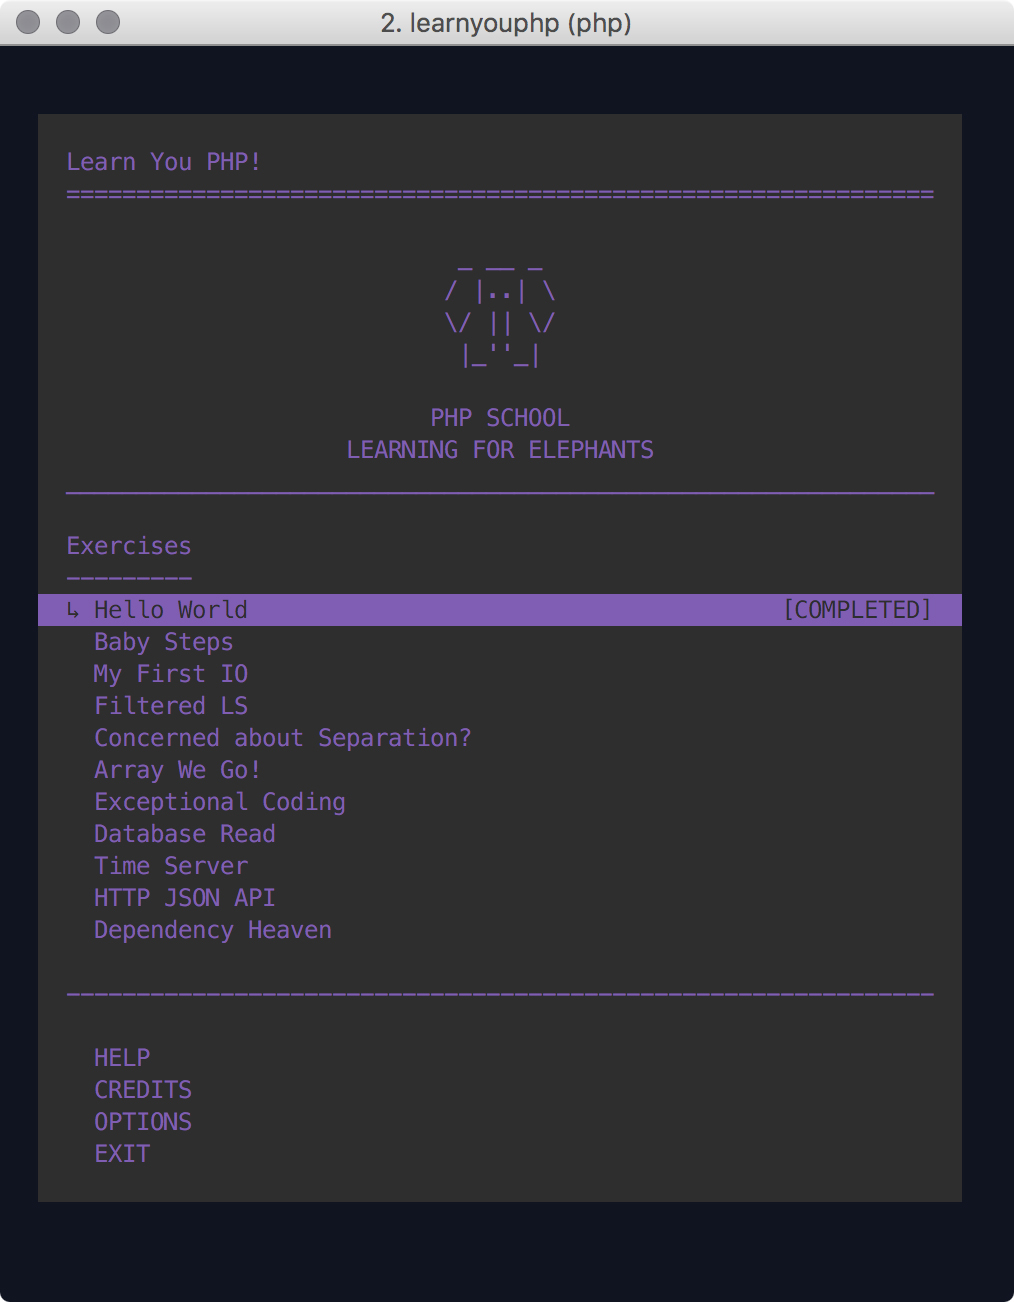 2. learnyouphp (php)
Learn You PHP!
==============================================================
_ __ _
/ |..| \
\/ || \/
|_''_|
PHP SCHOOL
LEARNING FOR ELEPHANTS
──────────────────────────────────────────────────────────────
Exercises
---------
↳ Hello World [COMPLETED]
Baby Steps
My First IO
Filtered LS
Concerned about Separation?
Array We Go!
Exceptional Coding
Database Read
Time Server
HTTP JSON API
Dependency Heaven
--------------------------------------------------------------
HELP
CREDITS
OPTIONS
EXIT